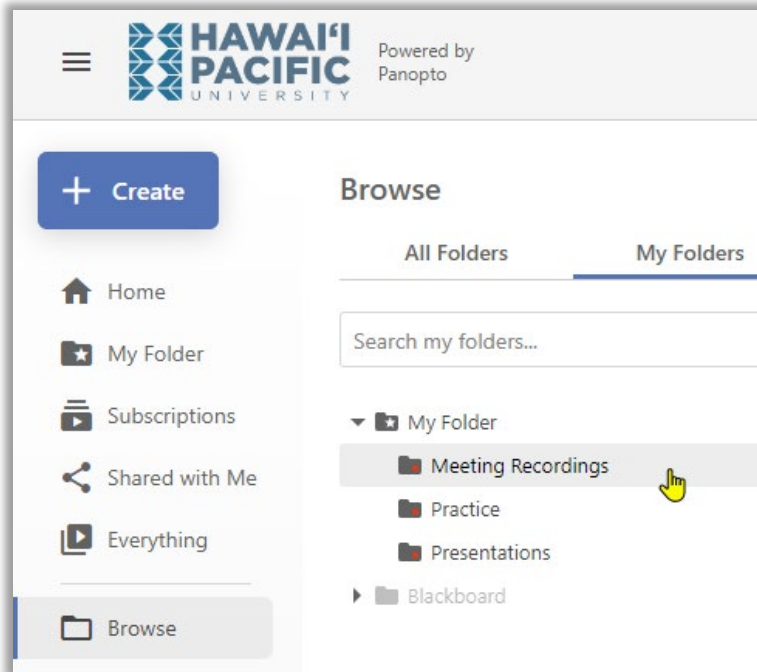 HAWAIʻI
PACIFIC
UNIVERSITY
Powered by
Panopto
+ Create
Home
My Folder
Subscriptions
Shared with Me
Everything
Browse
Browse
All Folders
My Folders
Search my folders...
My Folder
Meeting Recordings
Practice
Presentations
Blackboard